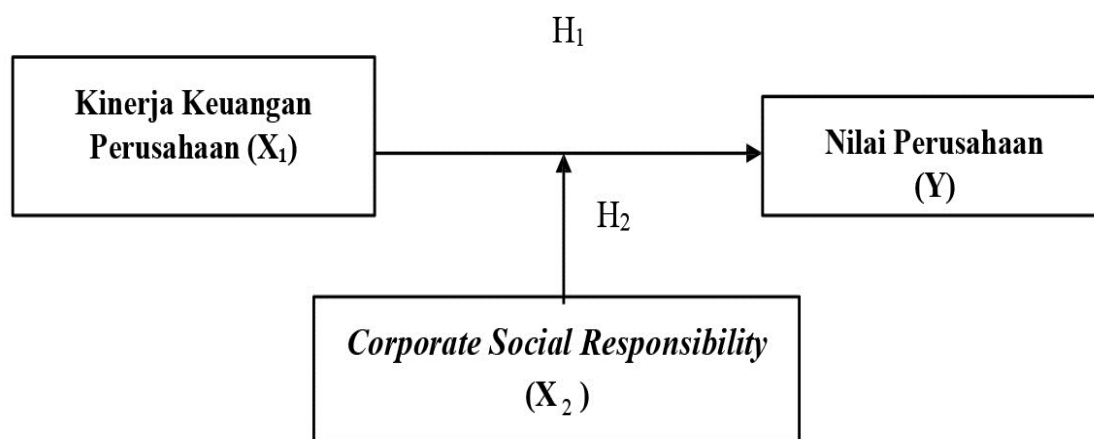 H₁
Kinerja Keuangan
Perusahaan (X₁)
Nilai Perusahaan
(Y)
H₂
Corporate Social Responsibility
(X₂)